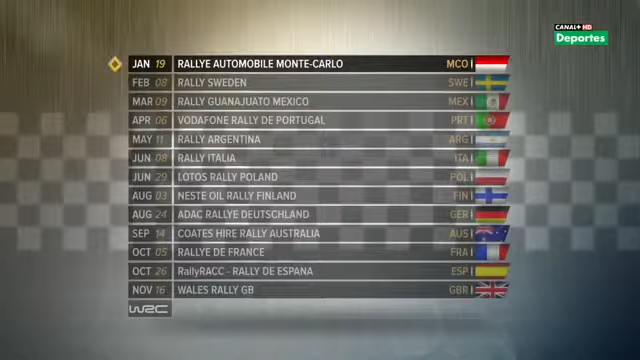 CANAL+ HD
Deportes
JAN 19 RALLYE AUTOMOBILE MONTE-CARLO MCO
FEB 08 RALLY SWEDEN SWE
MAR 09 RALLY GUANAJUATO MEXICO MEX
APR 06 VODAFONE RALLY DE PORTUGAL PRT
MAY 11 RALLY ARGENTINA ARG
JUN 08 RALLY ITALIA ITA
JUN 29 LOTOS RALLY POLAND POL
AUG 03 NESTE OIL RALLY FINLAND FIN
AUG 24 ADAC RALLYE DEUTSCHLAND GER
SEP 14 COATES HIRE RALLY AUSTRALIA AUS
OCT 05 RALLYE DE FRANCE FRA
OCT 26 RallyRACC - RALLY DE ESPANA ESP
NOV 16 WALES RALLY GB GBR
WRC